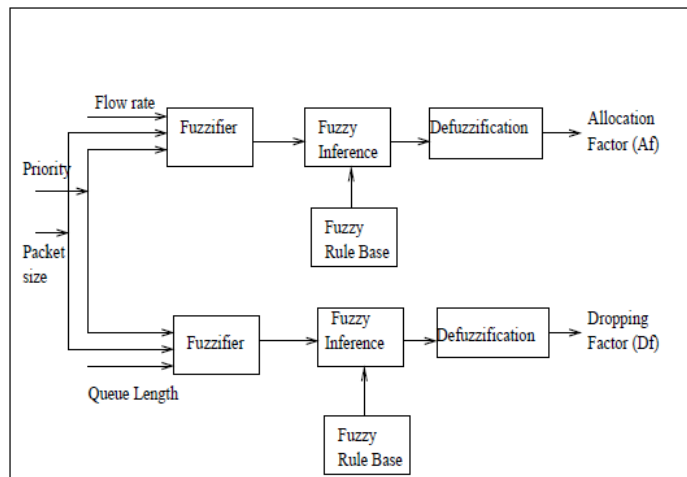 Flow rate
Fuzzifier
Fuzzy
Inference
Defuzzification
Allocation
Factor (Af)
Priority
Packet
size
Fuzzy
Rule Base
Fuzzifier
Fuzzy
Inference
Defuzzification
Dropping
Factor (Df)
Queue Length
Fuzzy
Rule Base